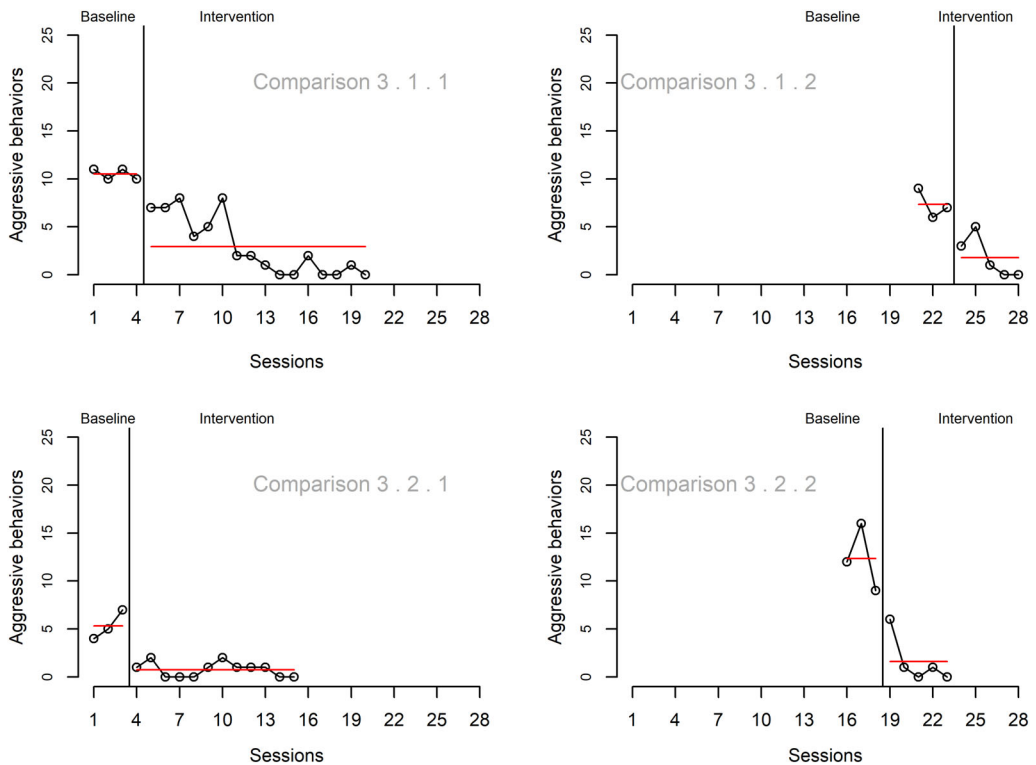 Baseline Intervention
25
20
15
10
5
0
Aggressive behaviors
Comparison 3 . 1 . 1
1 4 7 10 13 16 19 22 25 28
Sessions
Baseline Intervention
25
20
15
10
5
0
Aggressive behaviors
Comparison 3 . 1 . 2
1 4 7 10 13 16 19 22 25 28
Sessions
Baseline Intervention
25
20
15
10
5
0
Aggressive behaviors
Comparison 3 . 2 . 1
1 4 7 10 13 16 19 22 25 28
Sessions
Baseline Intervention
25
20
15
10
5
0
Aggressive behaviors
Comparison 3 . 2 . 2
1 4 7 10 13 16 19 22 25 28
Sessions